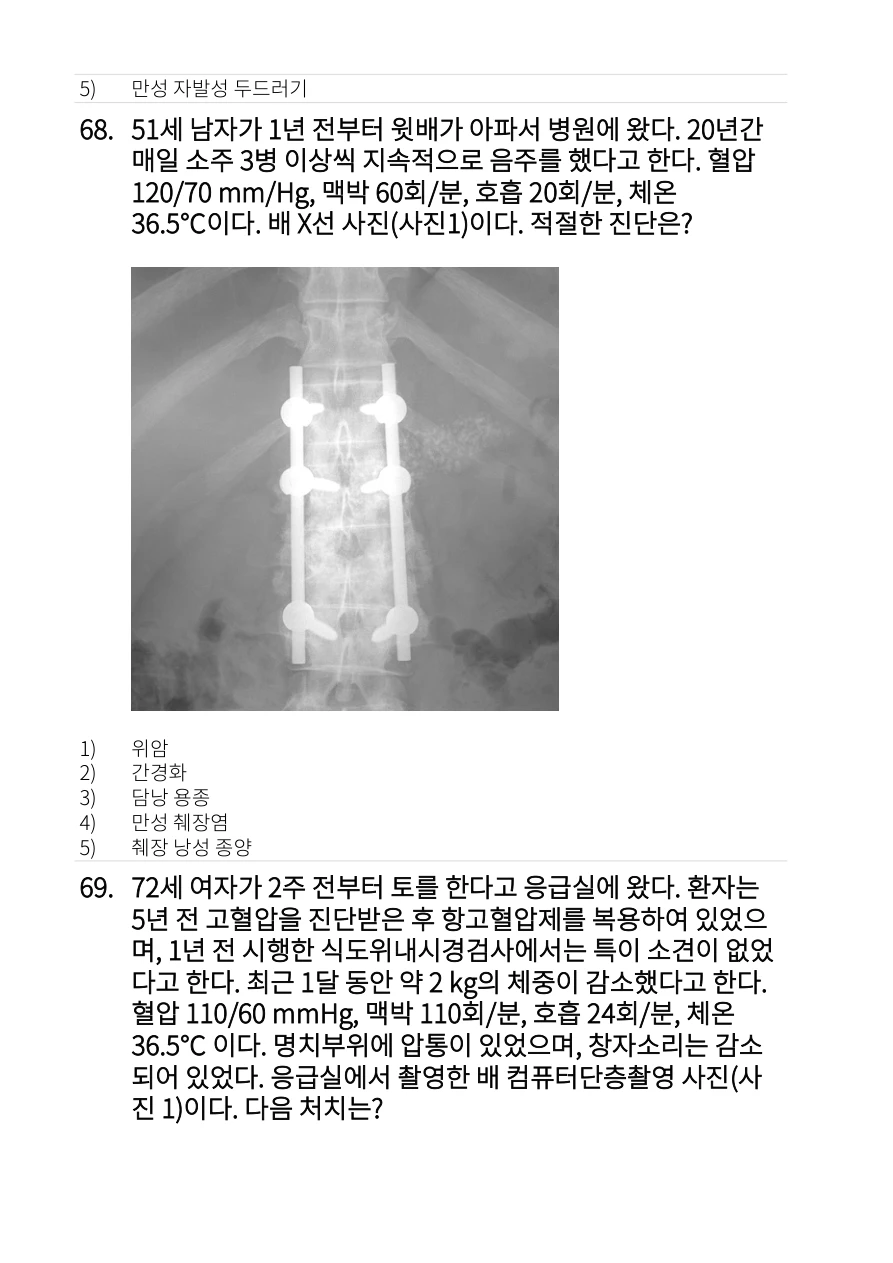 5) 만성 자발성 두드러기
68. 51세 남자가 1년 전부터 윗배가 아파서 병원에 왔다. 20년간
매일 소주 3병 이상씩 지속적으로 음주를 했다고 한다. 혈압
120/70 mm/Hg, 맥박 60회/분, 호흡 20회/분, 체온
36.5°C이다. 배 X선 사진(사진1)이다. 적절한 진단은?
1) 위암
2) 간경화
3) 담낭 용종
4) 만성 췌장염
5) 췌장 낭성 종양
69. 72세 여자가 2주 전부터 토를 한다고 응급실에 왔다. 환자는
5년 전 고혈압을 진단받은 후 항고혈압제를 복용하여 있었으
며, 1년 전 시행한 식도위내시경검사에서는 특이 소견이 없었
다고 한다. 최근 1달 동안 약 2 kg의 체중이 감소했다고 한다.
혈압 110/60 mmHg, 맥박 110회/분, 호흡 24회/분, 체온
36.5°C 이다. 명치부위에 압통이 있었으며, 창자소리는 감소
되어 있었다. 응급실에서 촬영한 배 컴퓨터단층촬영 사진(사
진 1)이다. 다음 처치는?